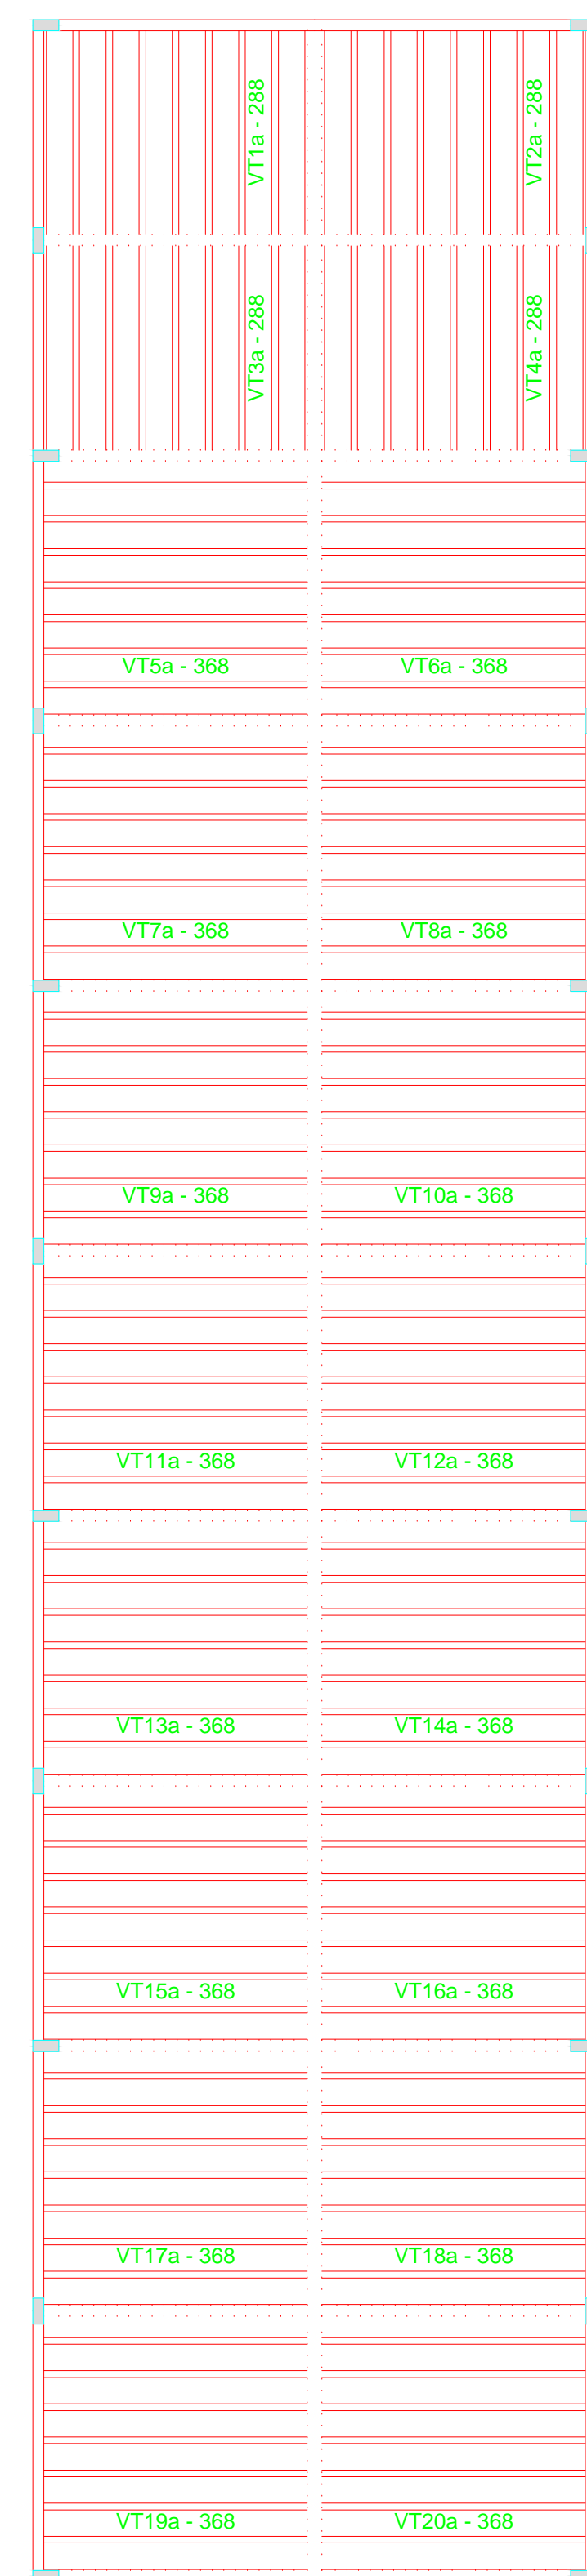 VT1a - 288
VT2a - 288
VT3a - 288
VT4a - 288
VT5a - 368
VT6a - 368
VT7a - 368
VT8a - 368
VT9a - 368
VT10a - 368
VT11a - 368
VT12a - 368
VT13a - 368
VT14a - 368
VT15a - 368
VT16a - 368
VT17a - 368
VT18a - 368
VT19a - 368
VT20a - 368